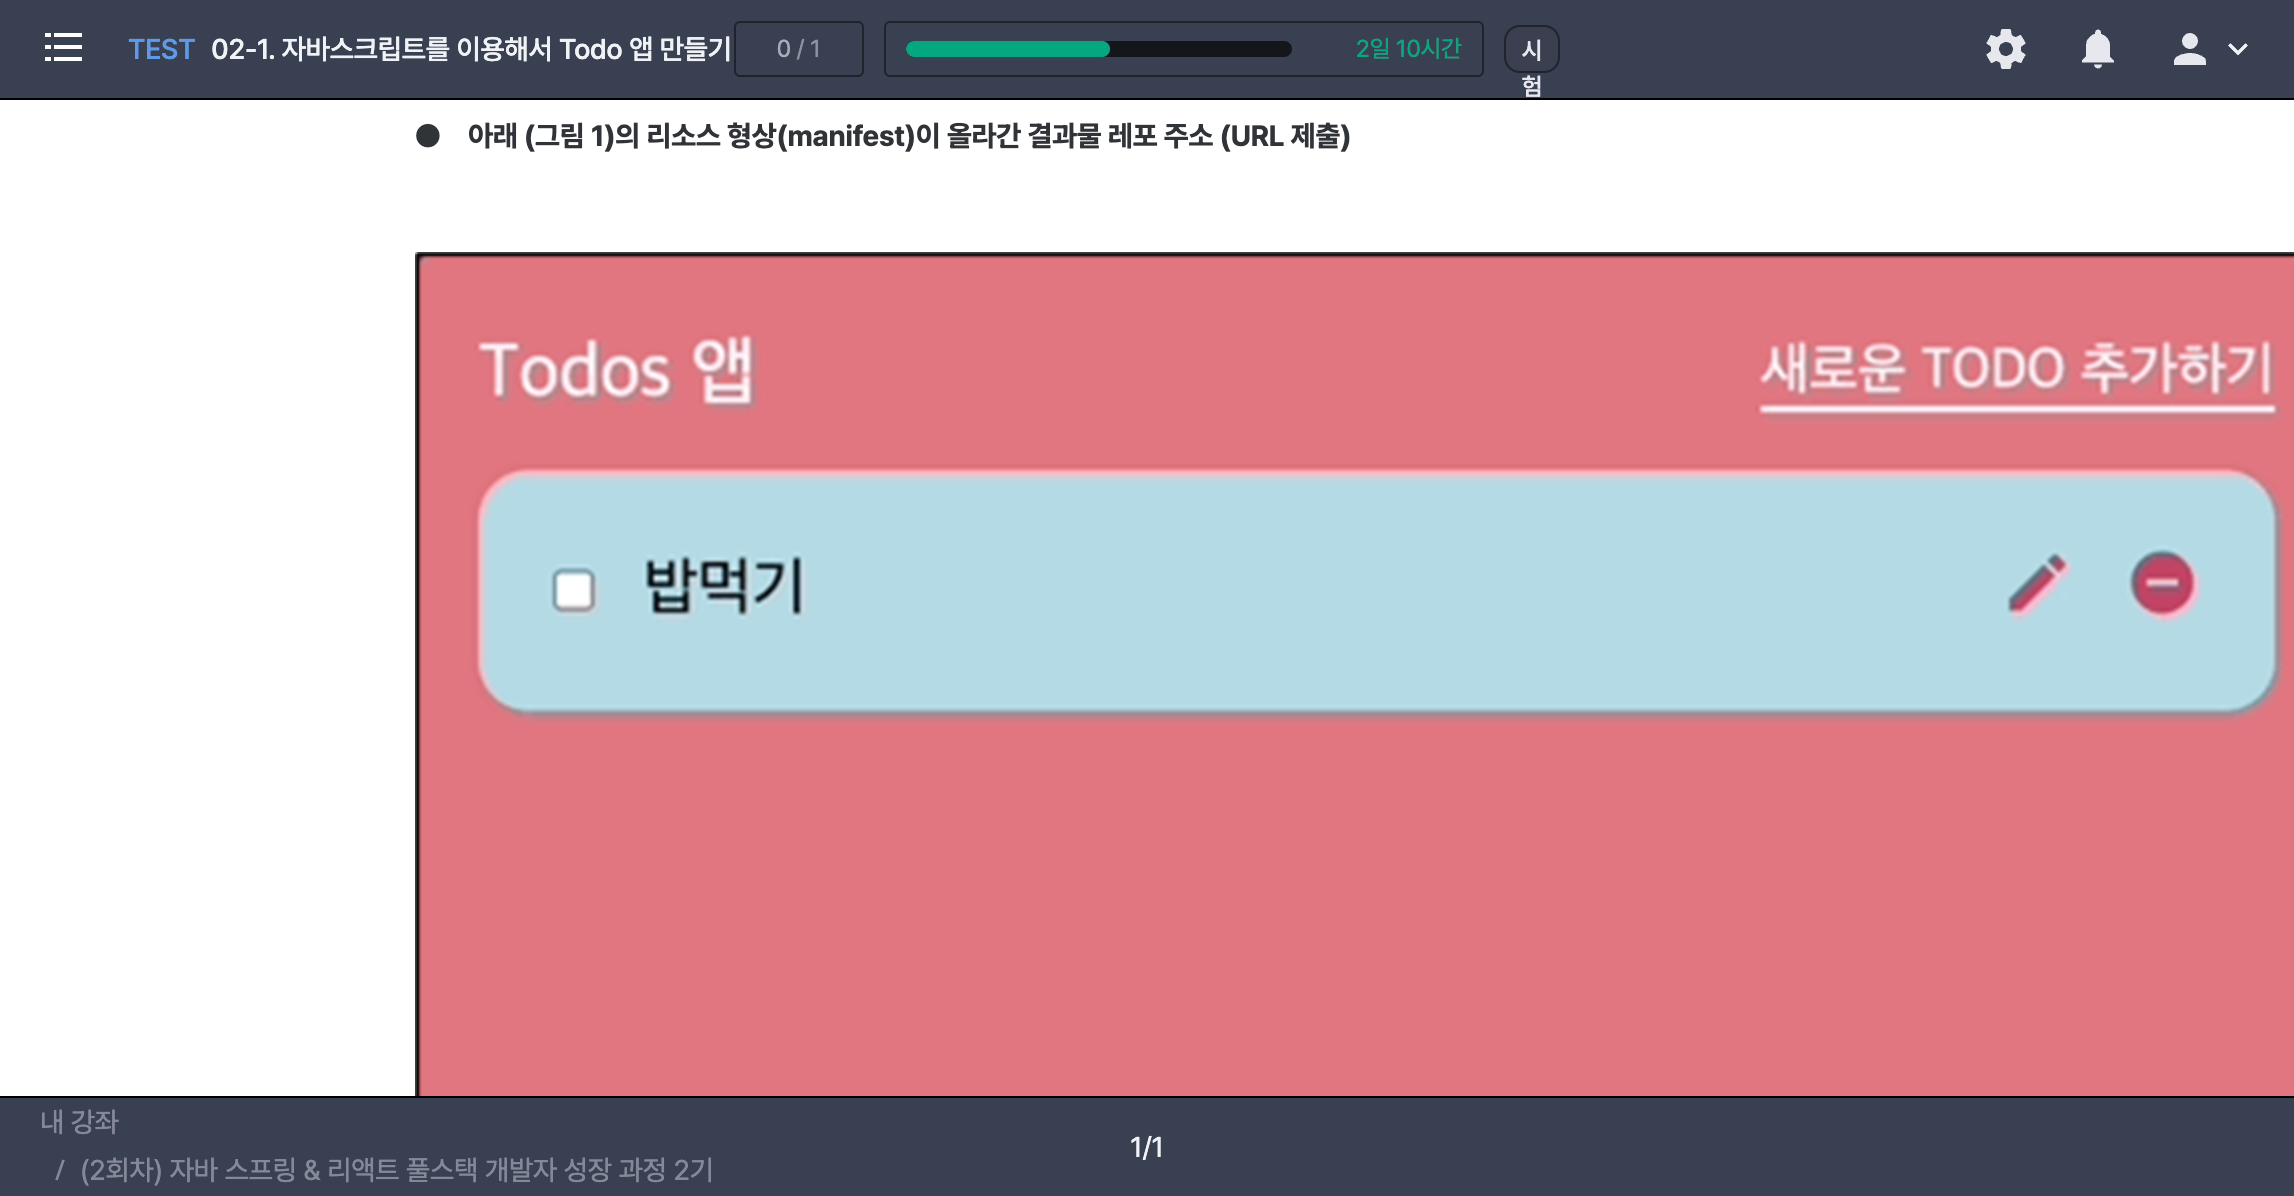 TEST 02-1. 자바스크립트를 이용해서 Todo 앱 만들기 0 / 1 2일 10시간 시
험
● 아래 (그림 1)의 리소스 형상(manifest)이 올라간 결과물 레포 주소 (URL 제출)
Todos 앱 새로운 TODO 추가하기
밥먹기
내 강좌
1/1
/ (2회차) 자바 스프링 & 리액트 풀스택 개발자 성장 과정 2기